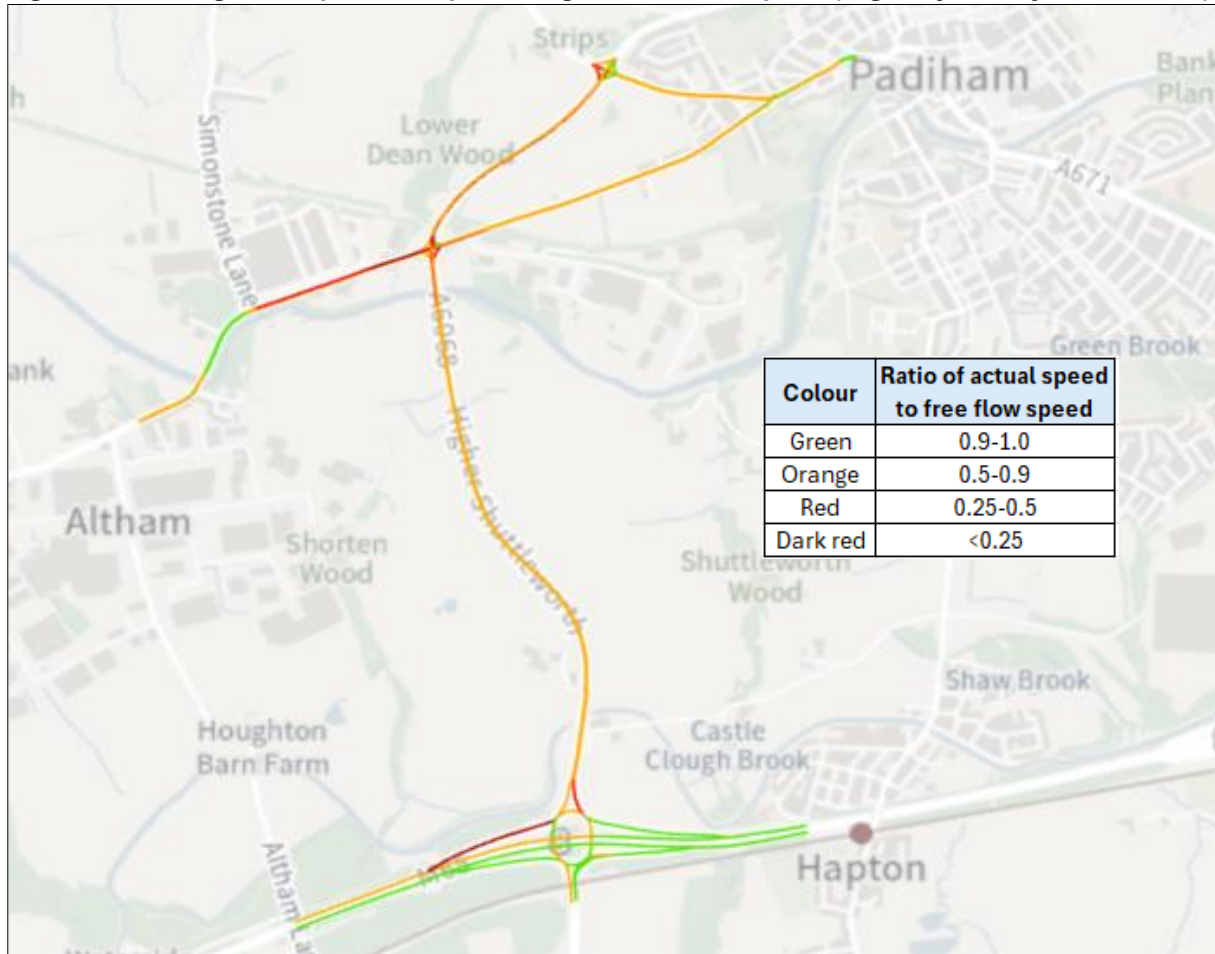 Strips
Padiham
Bank
Plan
h
Lower
Dean Wood
Simonstone Lane
A671
A6068
Green Brook
ank
Colour Ratio of actual speed
to free flow speed
Green 0.9-1.0
Orange 0.5-0.9
Red 0.25-0.5
Dark red <0.25
Higher Shuttleworth
Altham
Shorten
Wood
Shuttleworth
Wood
Shaw Brook
Houghton
Barn Farm
Castle
Clough Brook
Hapton
M65
Altham La